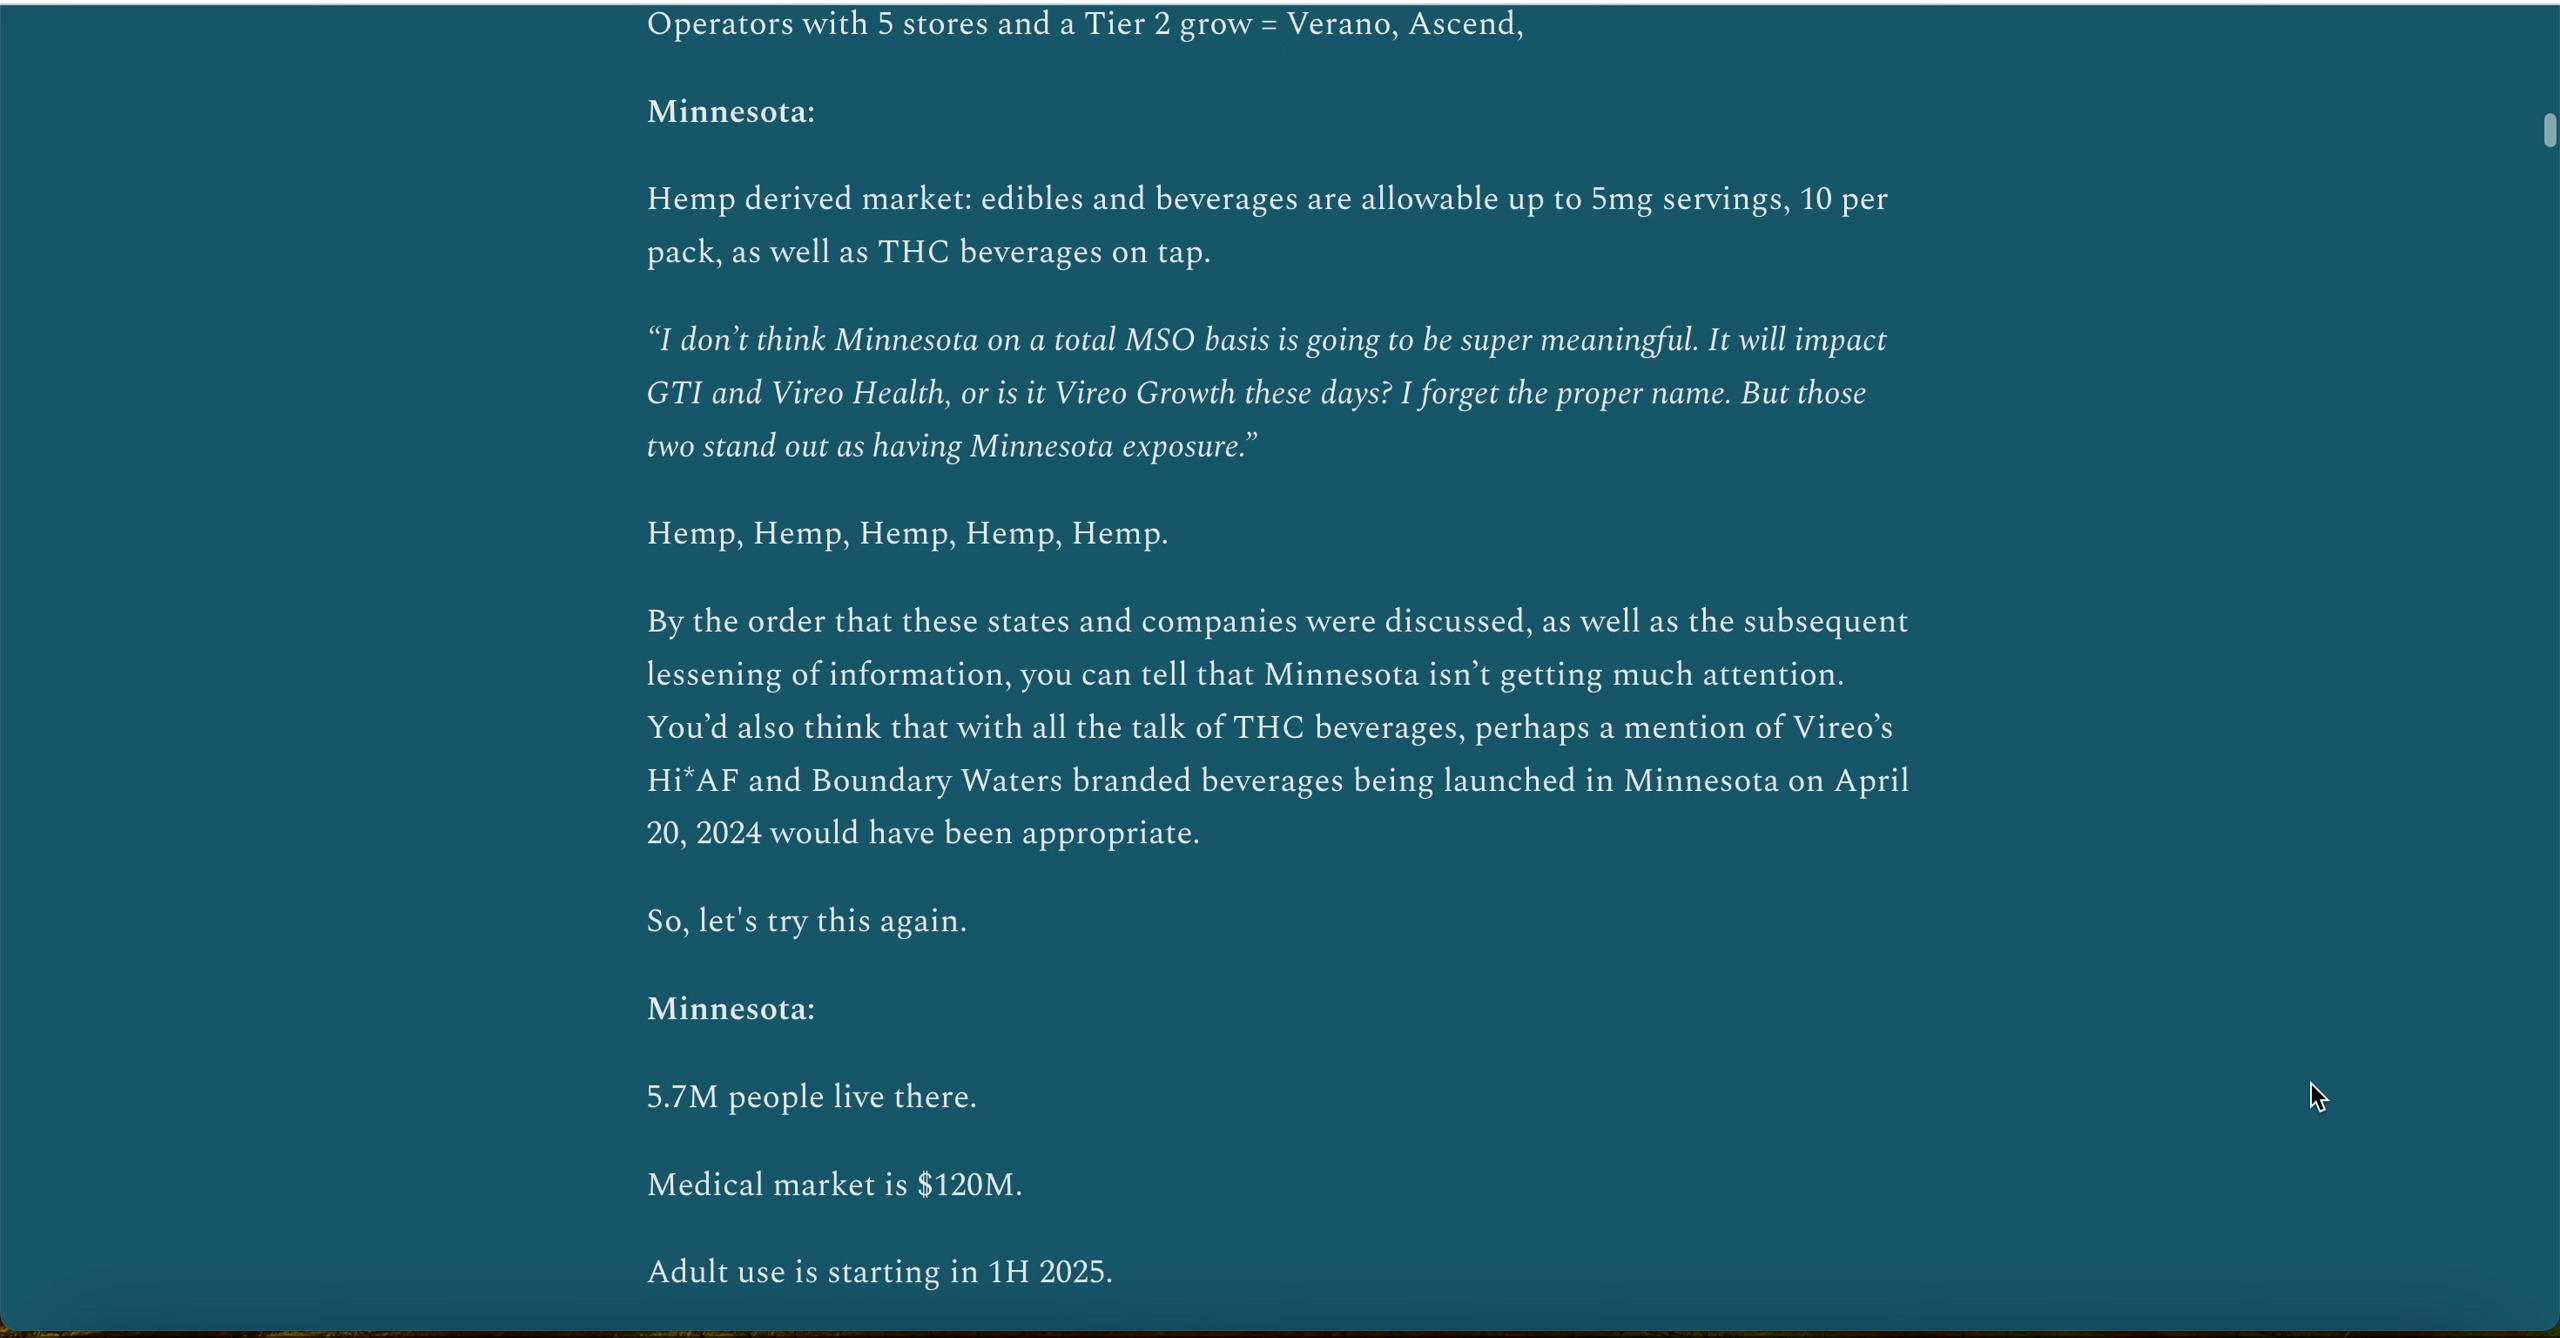 Operators with 5 stores and a Tier 2 grow = Verano, Ascend,
Minnesota:
Hemp derived market: edibles and beverages are allowable up to 5mg servings, 10 per
pack, as well as THC beverages on tap.
“I don’t think Minnesota on a total MSO basis is going to be super meaningful. It will impact
GTI and Vireo Health, or is it Vireo Growth these days? I forget the proper name. But those
two stand out as having Minnesota exposure.”
Hemp, Hemp, Hemp, Hemp, Hemp.
By the order that these states and companies were discussed, as well as the subsequent
lessening of information, you can tell that Minnesota isn’t getting much attention.
You’d also think that with all the talk of THC beverages, perhaps a mention of Vireo’s
Hi*AF and Boundary Waters branded beverages being launched in Minnesota on April
20, 2024 would have been appropriate.
So, let's try this again.
Minnesota:
5.7M people live there.
Medical market is $120M.
Adult use is starting in 1H 2025.